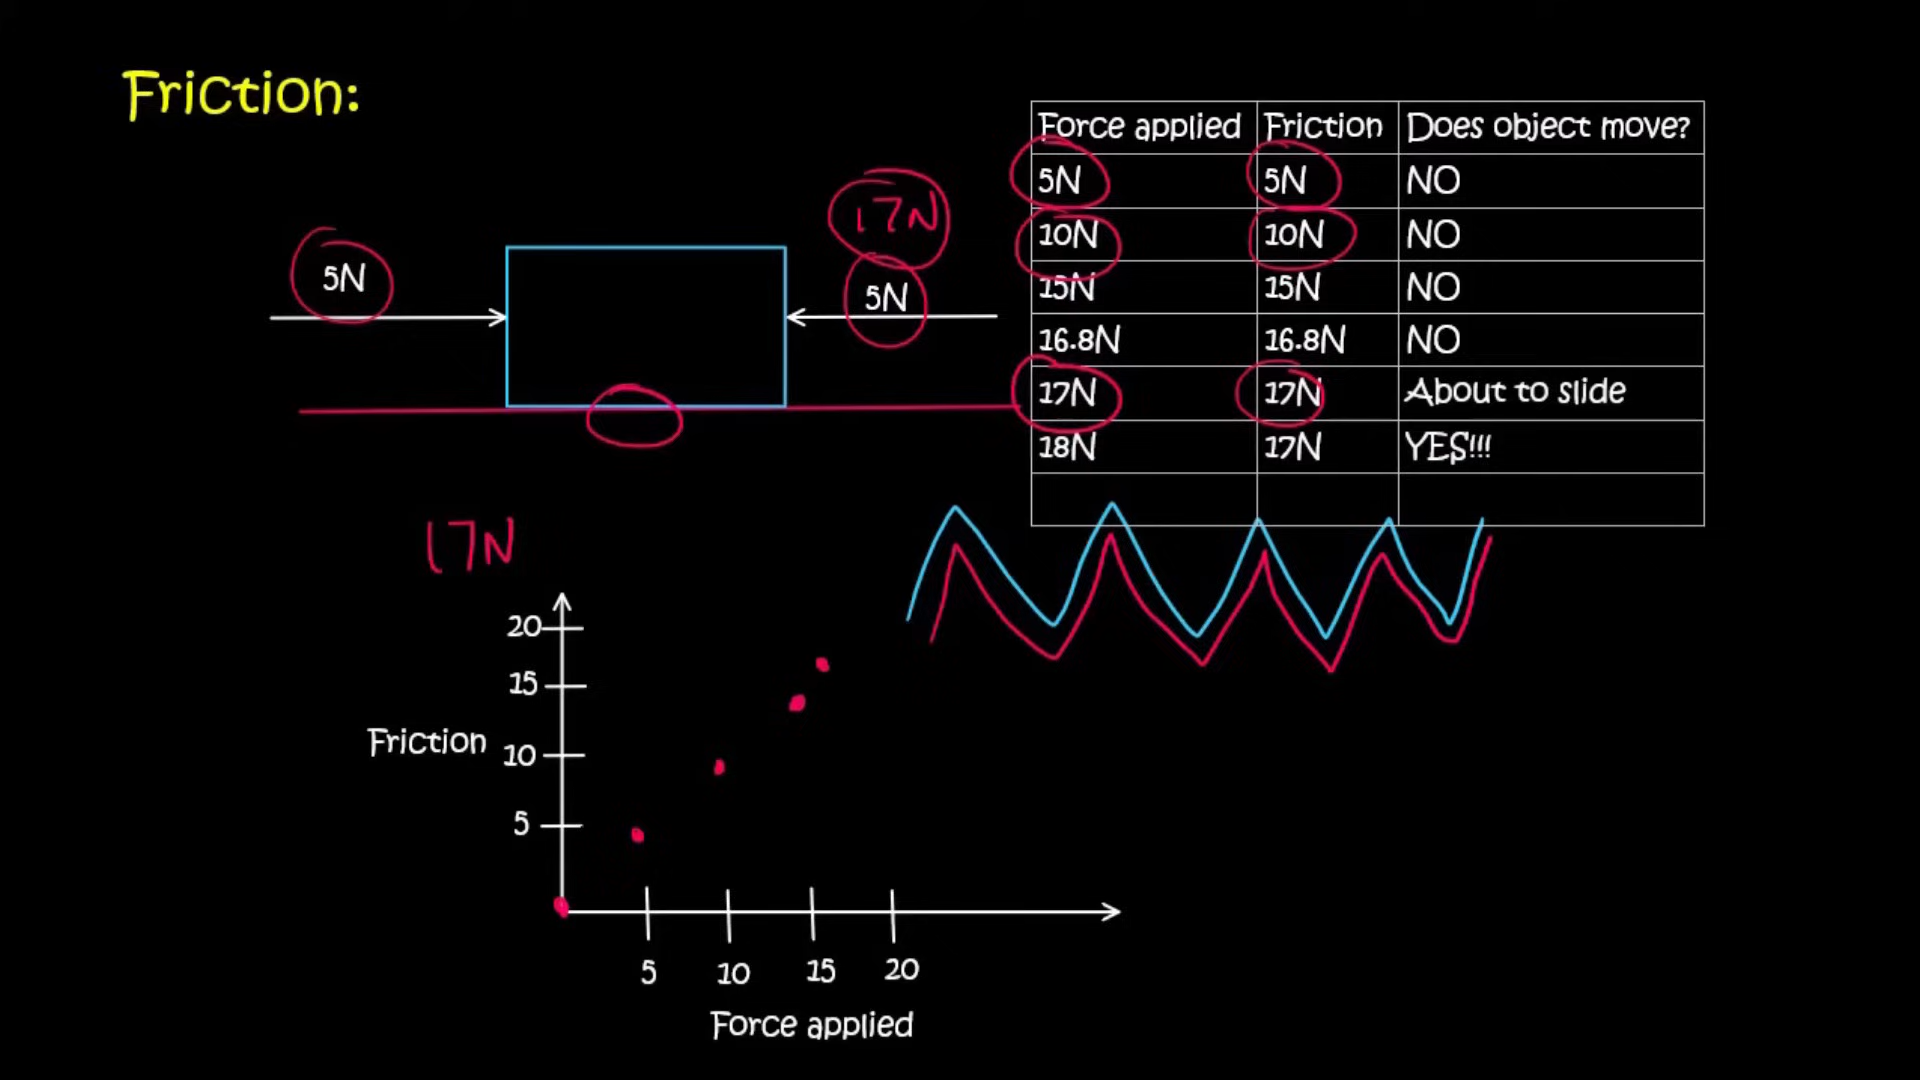 Friction:
Force applied Friction Does object move?
5N 5N NO
10N 10N NO
15N 15N NO
16.8N 16.8N NO
17N 17N About to slide
18N 17N YES!!!
17N
5N
5N
17N
20
15
Friction
10
5
5 10 15 20
Force applied